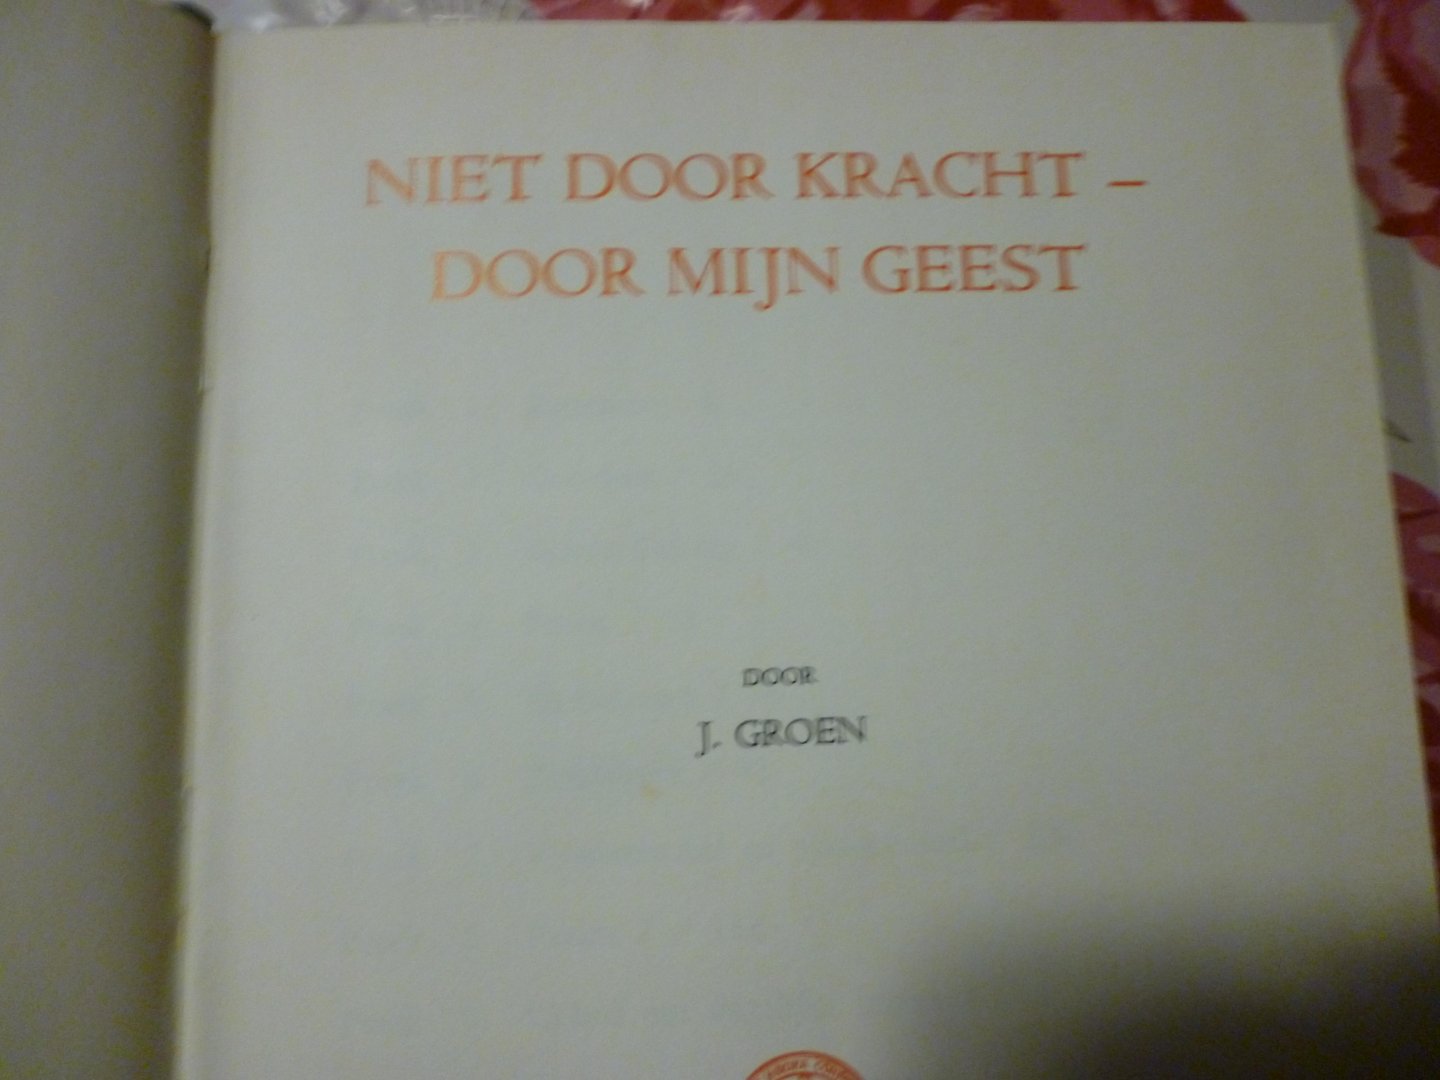 NIET DOOR KRACHT –
DOOR MIJN GEEST
DOOR
J. GROEN